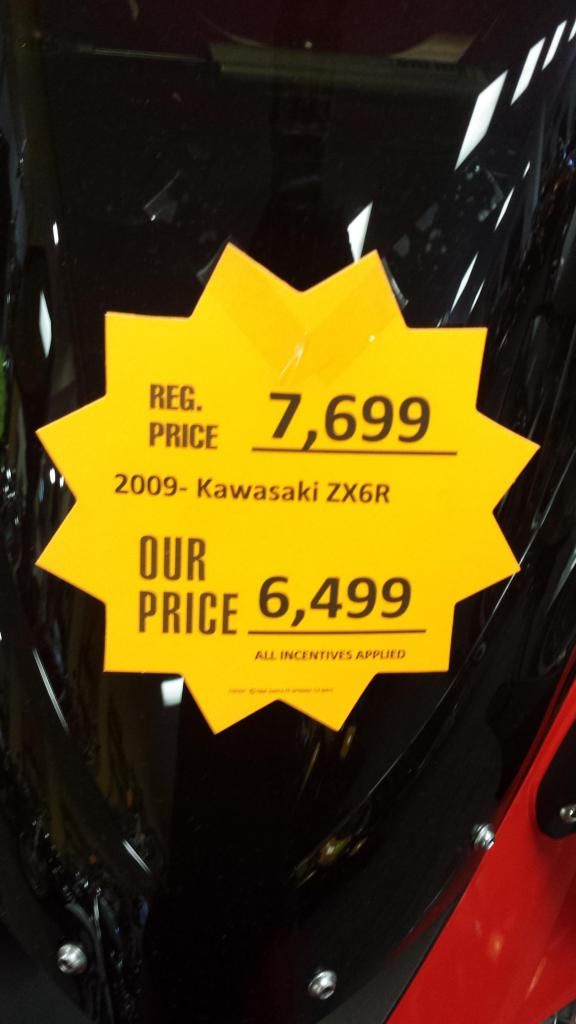 REG. PRICE 7,699
2009- Kawasaki ZX6R
OUR PRICE 6,499
ALL INCENTIVES APPLIED